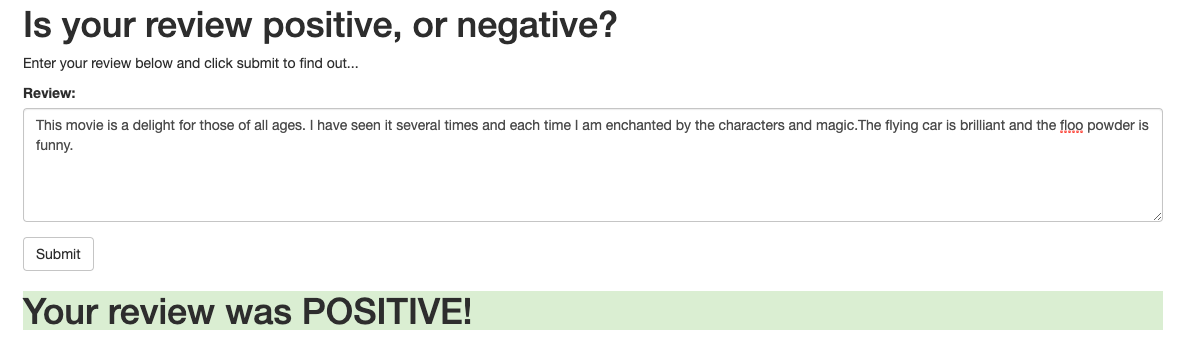 Is your review positive, or negative?
Enter your review below and click submit to find out...
Review:
This movie is a delight for those of all ages. I have seen it several times and each time I am enchanted by the characters and magic.The flying car is brilliant and the floo powder is
funny.
Submit
Your review was POSITIVE!